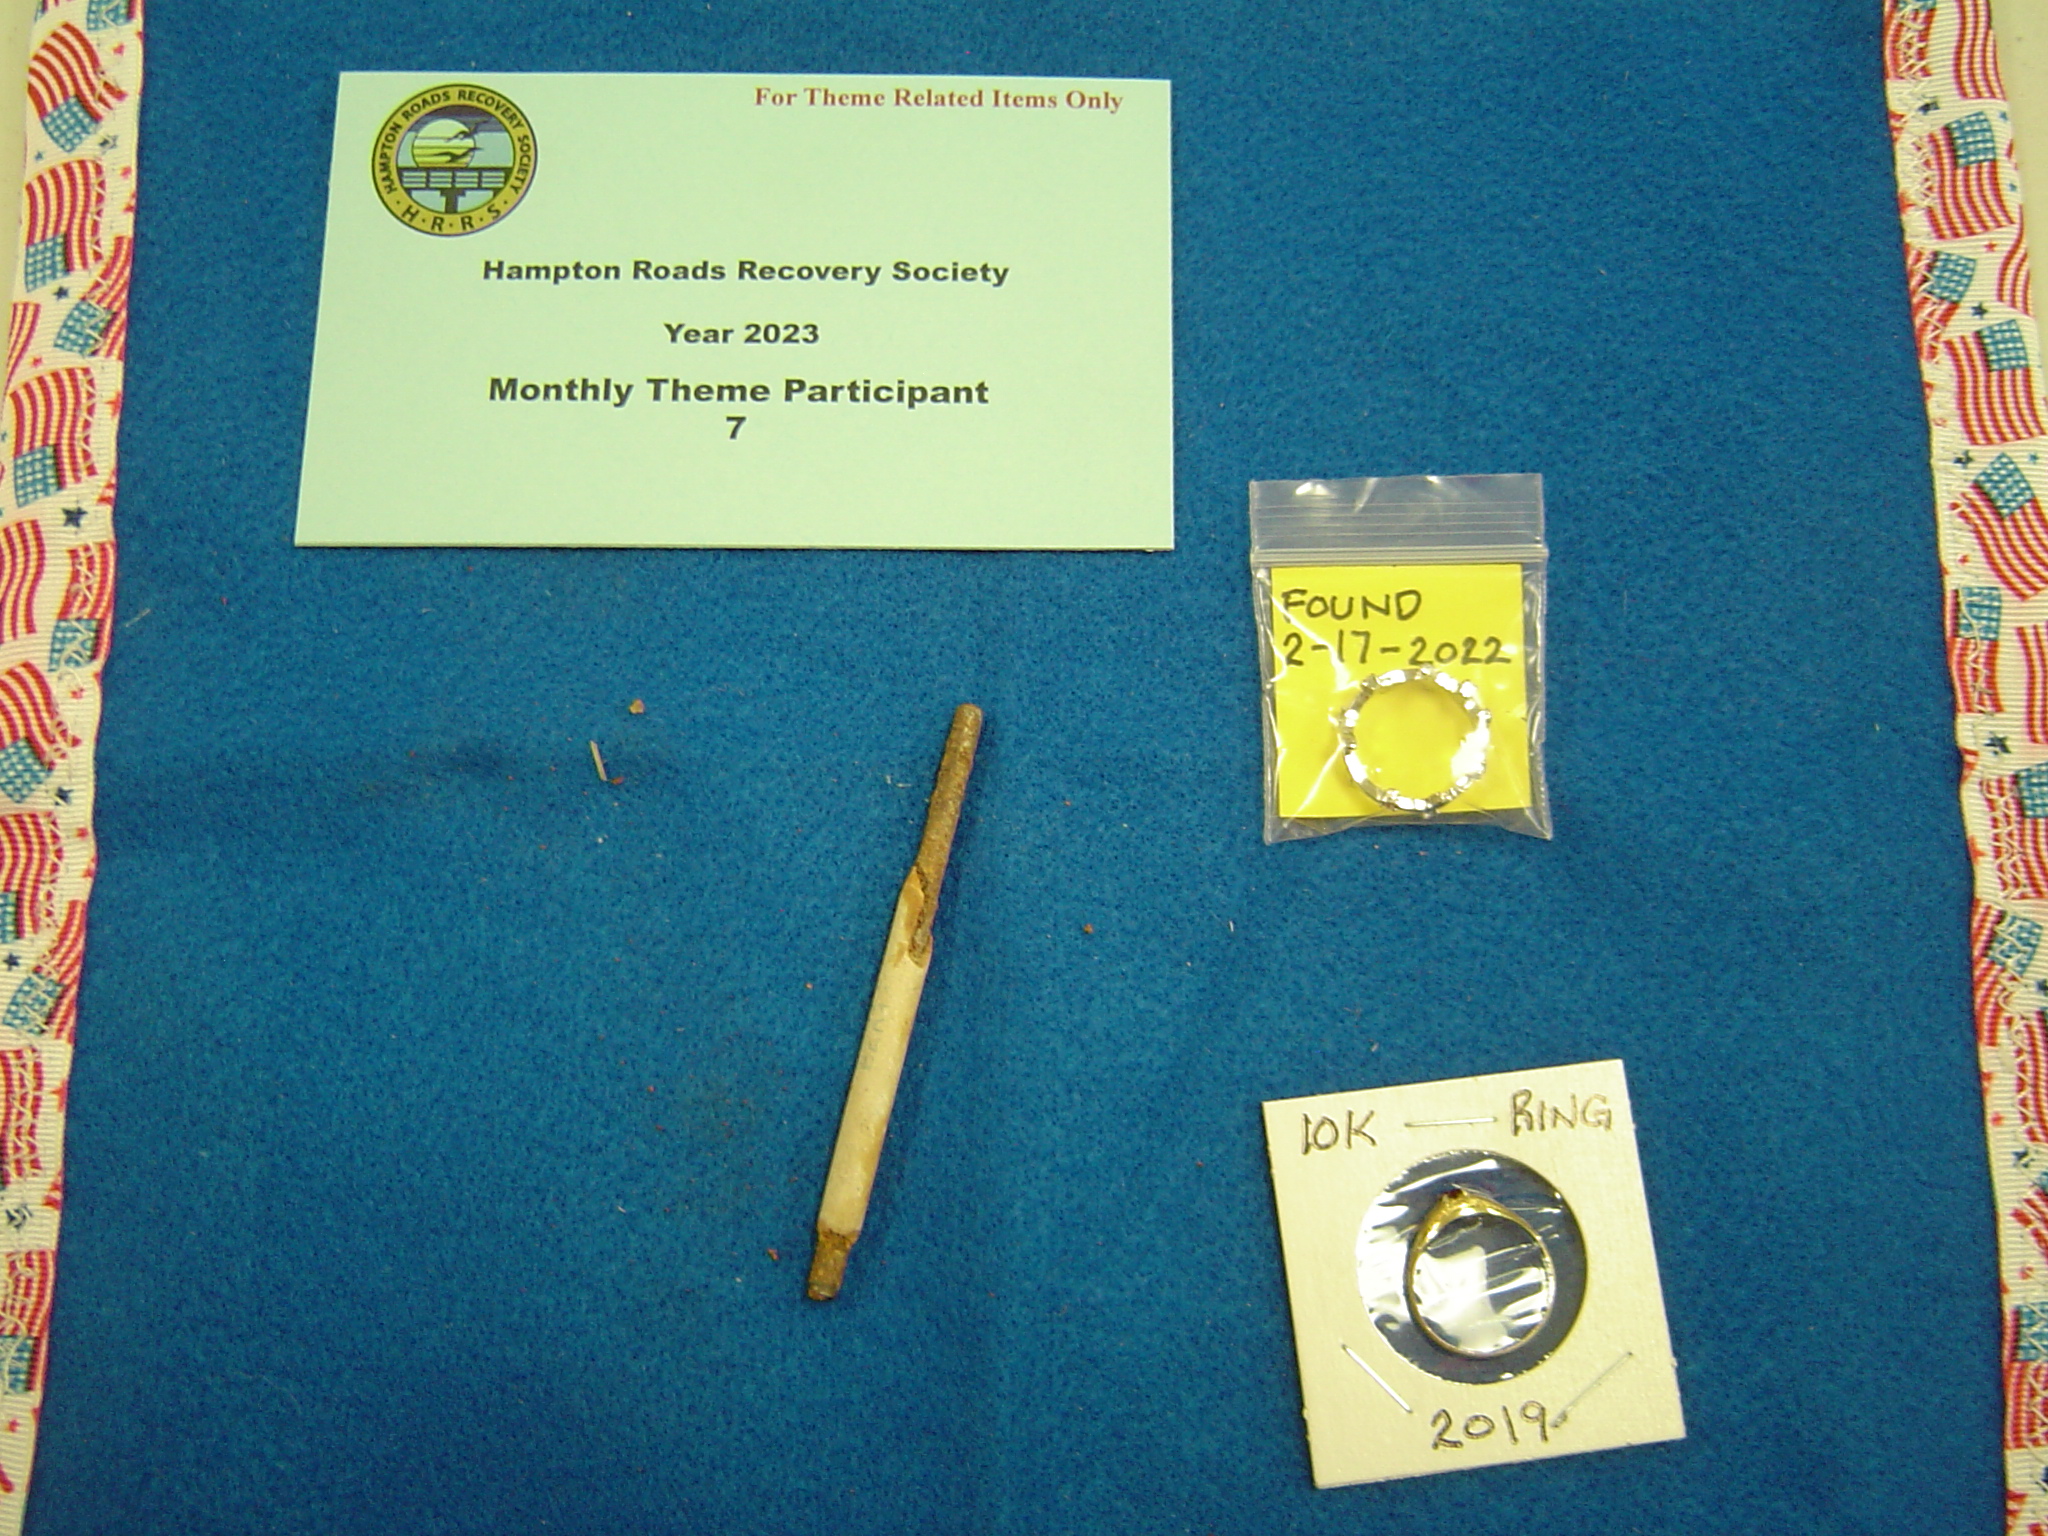 For Theme Related Items Only
HAMPTON ROADS RECOVERY SOCIETY
· H · R · R · S ·
Hampton Roads Recovery Society
Year 2023
Monthly Theme Participant
7
FOUND
2-17-2022
10K RING
2019